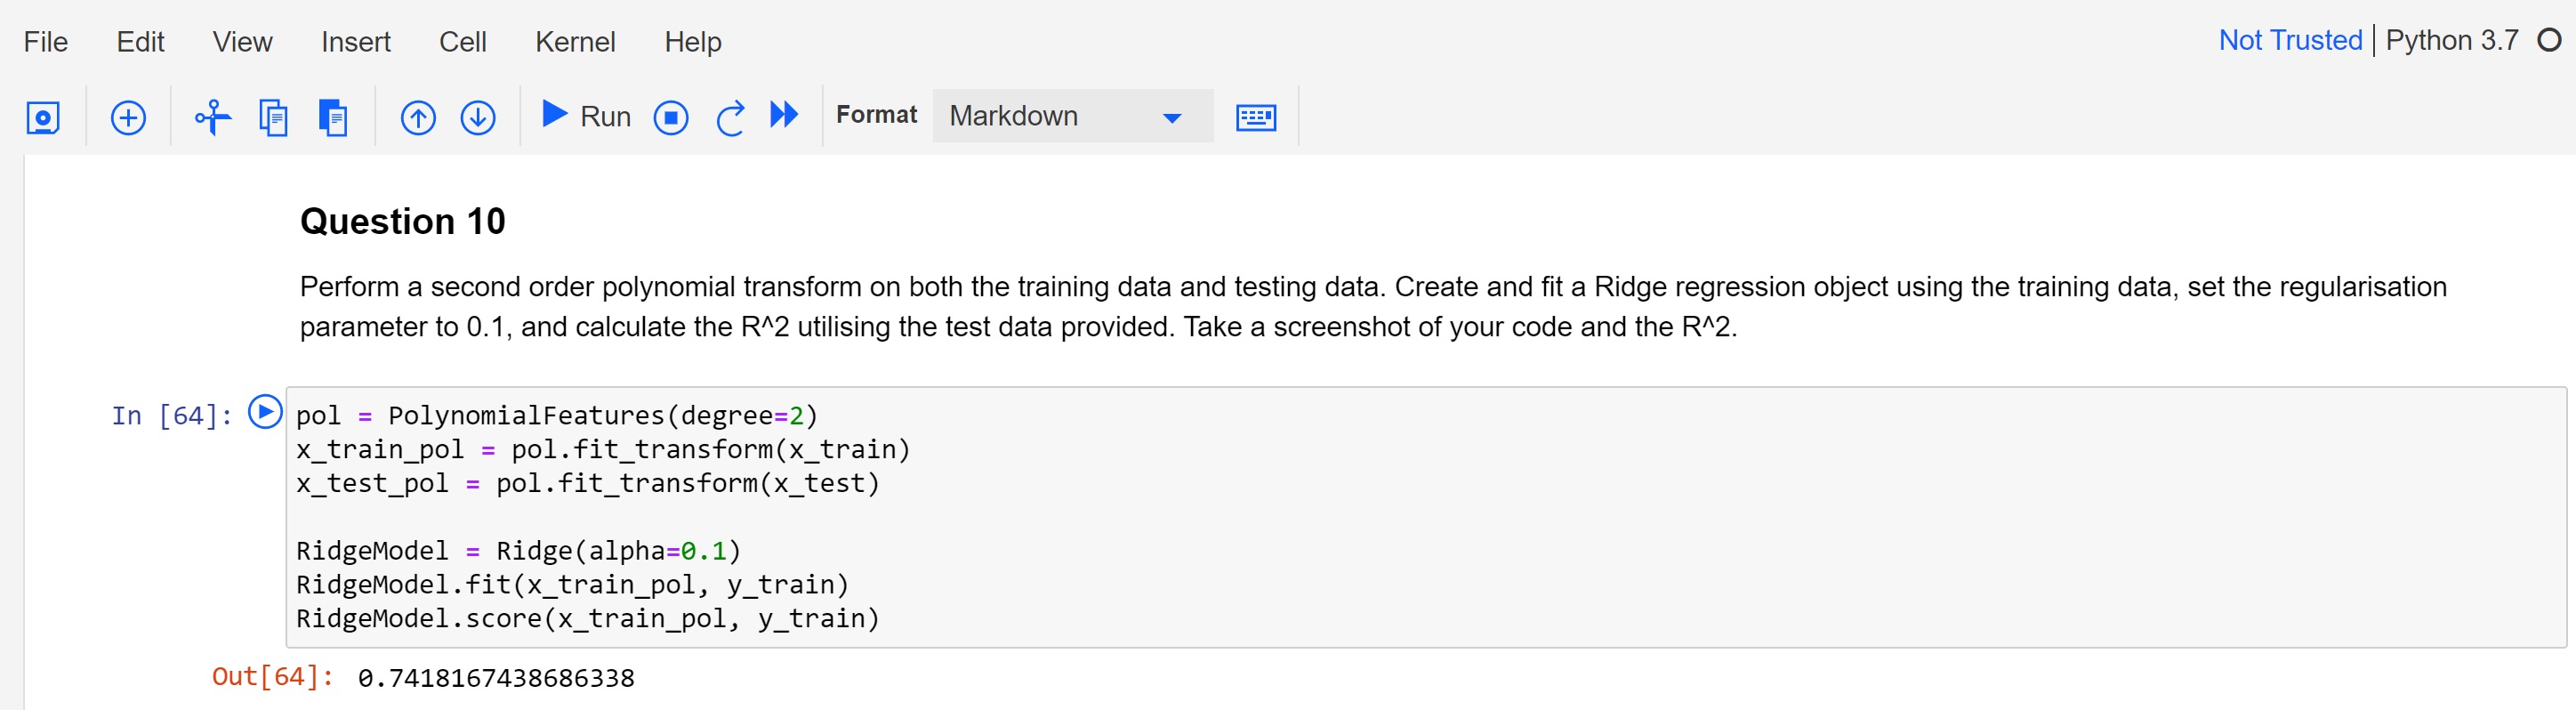 File Edit View Insert Cell Kernel Help Not Trusted | Python 3.7
Run Format Markdown
Question 10
Perform a second order polynomial transform on both the training data and testing data. Create and fit a Ridge regression object using the training data, set the regularisation
parameter to 0.1, and calculate the R^2 utilising the test data provided. Take a screenshot of your code and the R^2.
In [64]: pol = PolynomialFeatures(degree=2)
x_train_pol = pol.fit_transform(x_train)
x_test_pol = pol.fit_transform(x_test)
RidgeModel = Ridge(alpha=0.1)
RidgeModel.fit(x_train_pol, y_train)
RidgeModel.score(x_train_pol, y_train)
Out[64]: 0.7418167438686338